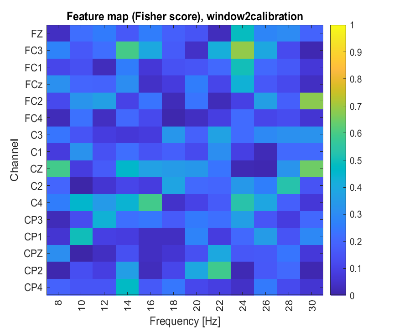 Feature map (Fisher score), window2calibration
Channel
FZ
FC3
FC1
FCz
FC2
FC4
C3
C1
CZ
C2
C4
CP3
CP1
CPZ
CP2
CP4
8 10 12 14 16 18 20 22 24 26 28 30
Frequency [Hz]
1
0.9
0.8
0.7
0.6
0.5
0.4
0.3
0.2
0.1
0